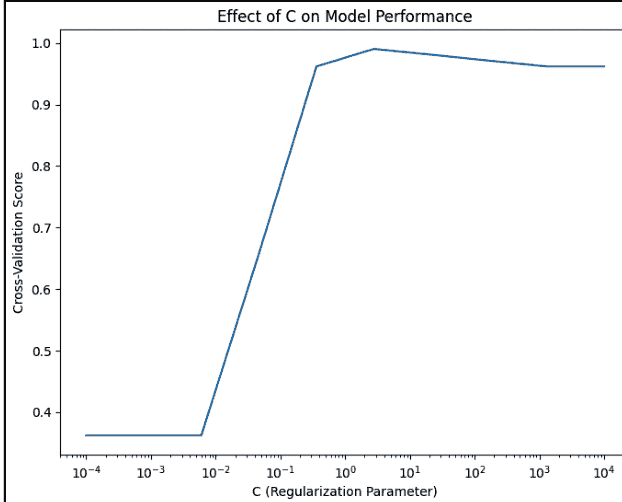 Effect of C on Model Performance
1.0
0.9
0.8
0.7
0.6
0.5
0.4
Cross-Validation Score
10⁻⁴ 10⁻³ 10⁻² 10⁻¹ 10⁰ 10¹ 10² 10³ 10⁴
C (Regularization Parameter)